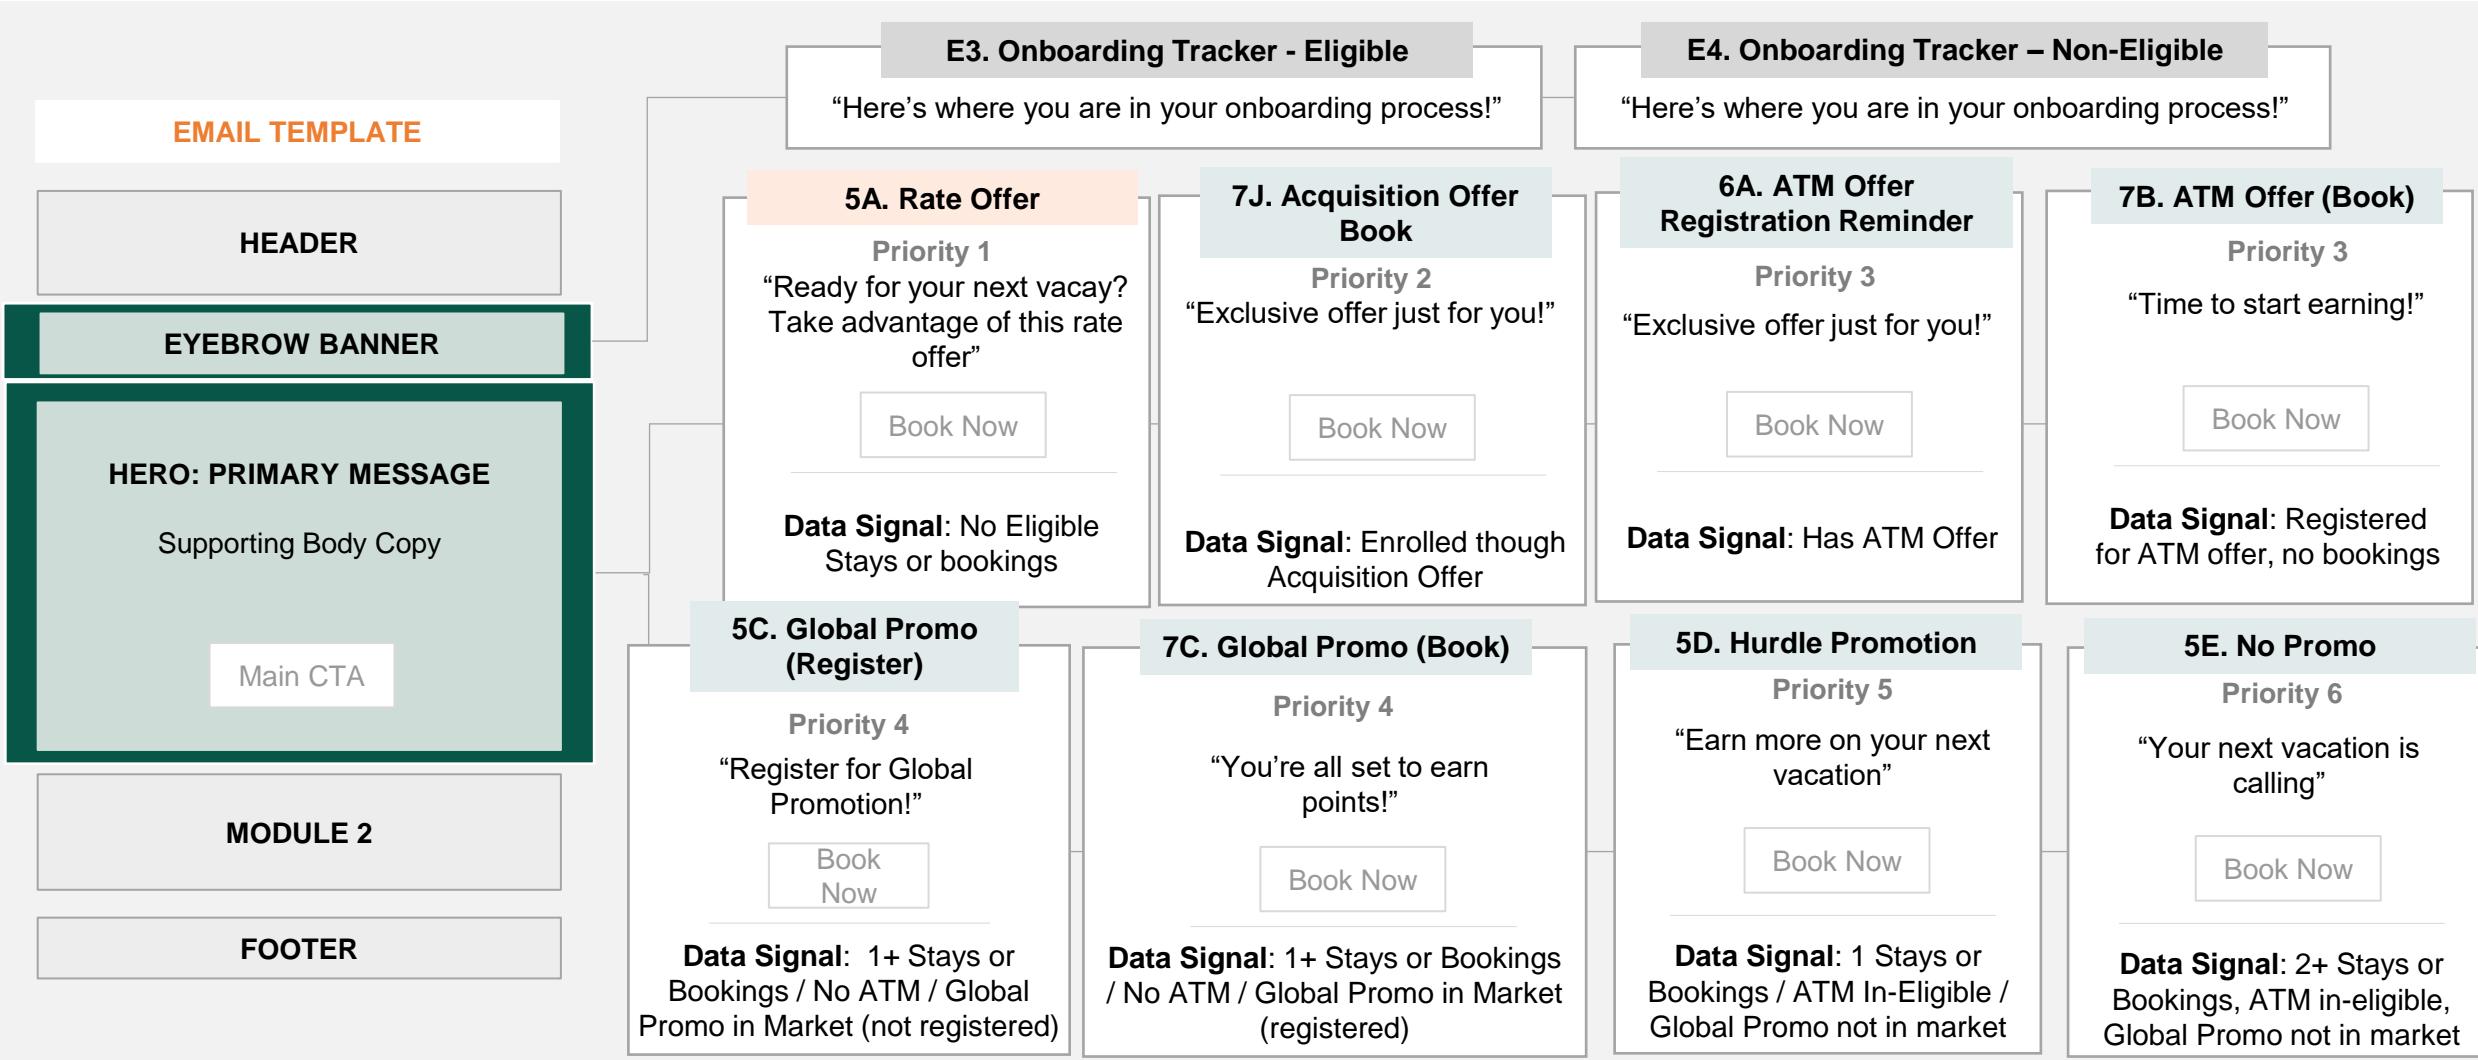 EMAIL TEMPLATE
HEADER
EYEBROW BANNER
HERO: PRIMARY MESSAGE
Supporting Body Copy
Main CTA
MODULE 2
FOOTER
E3. Onboarding Tracker - Eligible
“Here’s where you are in your onboarding process!”
E4. Onboarding Tracker – Non-Eligible
“Here’s where you are in your onboarding process!”
5A. Rate Offer
Priority 1
“Ready for your next vacay?
Take advantage of this rate
offer”
Book Now
Data Signal: No Eligible
Stays or bookings
7J. Acquisition Offer
Book
Priority 2
“Exclusive offer just for you!”
Book Now
Data Signal: Enrolled though
Acquisition Offer
6A. ATM Offer
Registration Reminder
Priority 3
“Exclusive offer just for you!”
Book Now
Data Signal: Has ATM Offer
7B. ATM Offer (Book)
Priority 3
“Time to start earning!”
Book Now
Data Signal: Registered
for ATM offer, no bookings
5C. Global Promo
(Register)
Priority 4
“Register for Global
Promotion!”
Book
Now
Data Signal: 1+ Stays or
Bookings / No ATM / Global
Promo in Market (not registered)
7C. Global Promo (Book)
Priority 4
“You’re all set to earn
points!”
Book Now
Data Signal: 1+ Stays or Bookings
/ No ATM / Global Promo in Market
(registered)
5D. Hurdle Promotion
Priority 5
“Earn more on your next
vacation”
Book Now
Data Signal: 1 Stays or
Bookings / ATM In-Eligible /
Global Promo not in market
5E. No Promo
Priority 6
“Your next vacation is
calling”
Book Now
Data Signal: 2+ Stays or
Bookings, ATM in-eligible,
Global Promo not in market